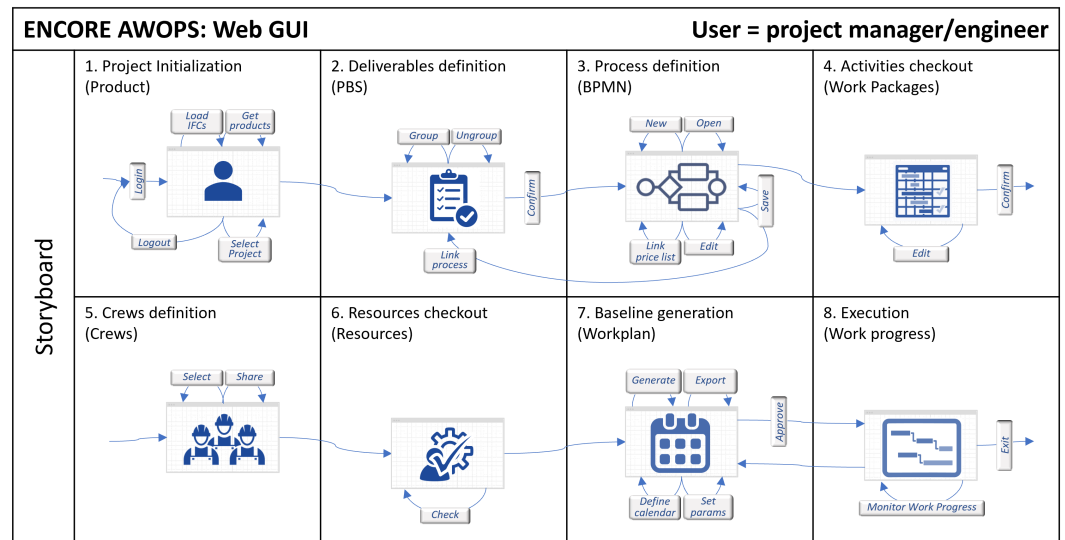 ENCORE AWOPS: Web GUI
User = project manager/engineer
Storyboard
1. Project Initialization
(Product)
Load
IFCs
Get
products
Login
Logout
Select
Project
2. Deliverables definition
(PBS)
Group
Ungroup
Confirm
Link
process
3. Process definition
(BPMN)
New
Open
Save
Link
price list
Edit
4. Activities checkout
(Work Packages)
Confirm
Edit
5. Crews definition
(Crews)
Select
Share
6. Resources checkout
(Resources)
Check
7. Baseline generation
(Workplan)
Generate
Export
Approve
Define
calendar
Set
params
8. Execution
(Work progress)
Exit
Monitor Work Progress